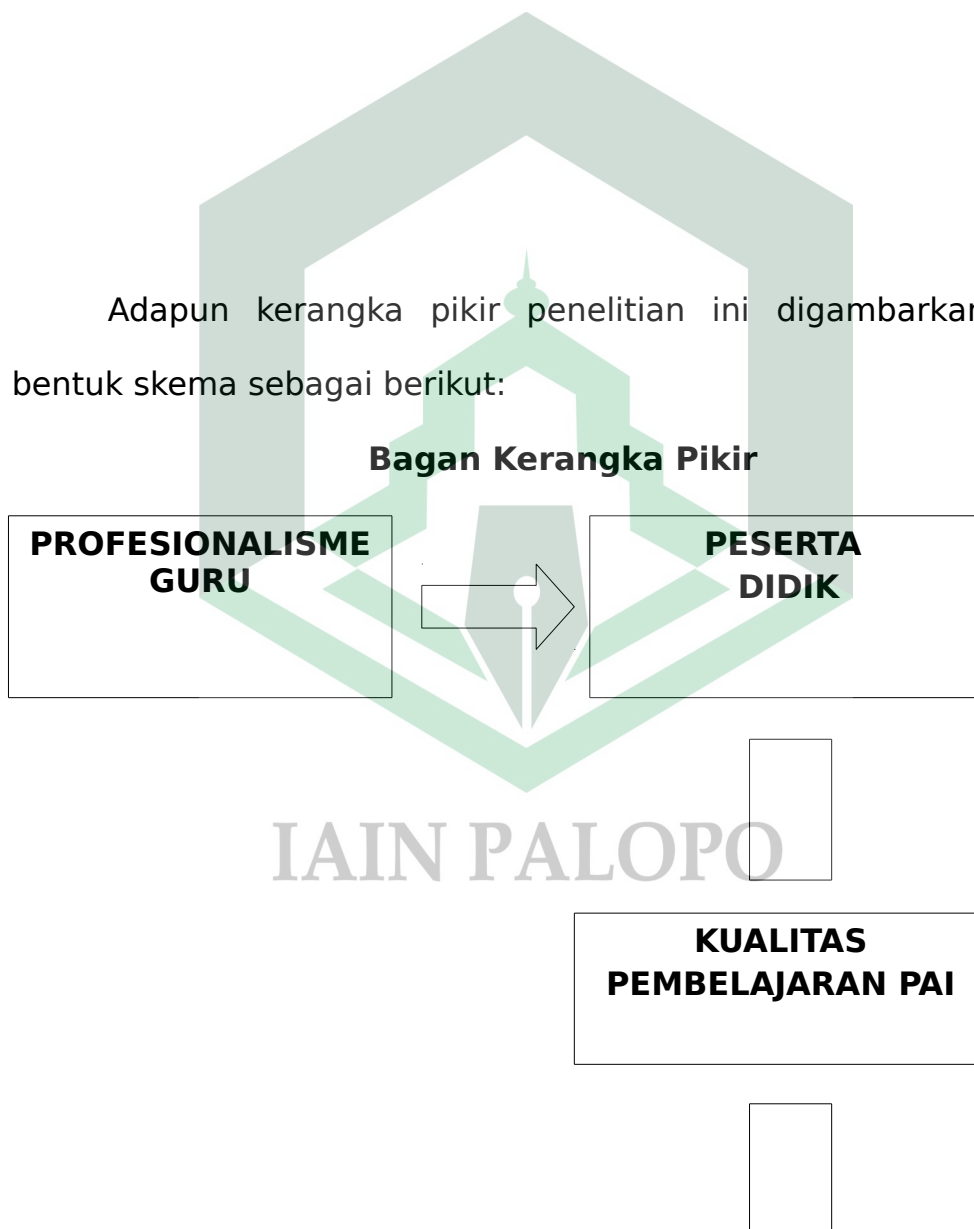 Adapun kerangka pikir penelitian ini digambarkan
bentuk skema sebagai berikut:
Bagan Kerangka Pikir
PROFESIONALISME
GURU
PESERTA
DIDIK
IAIN PALOPO
KUALITAS
PEMBELAJARAN PAI